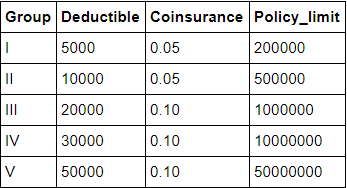 Group Deductible Coinsurance Policy_limit
I 5000 0.05 200000
II 10000 0.05 500000
III 20000 0.10 1000000
IV 30000 0.10 10000000
V 50000 0.10 50000000